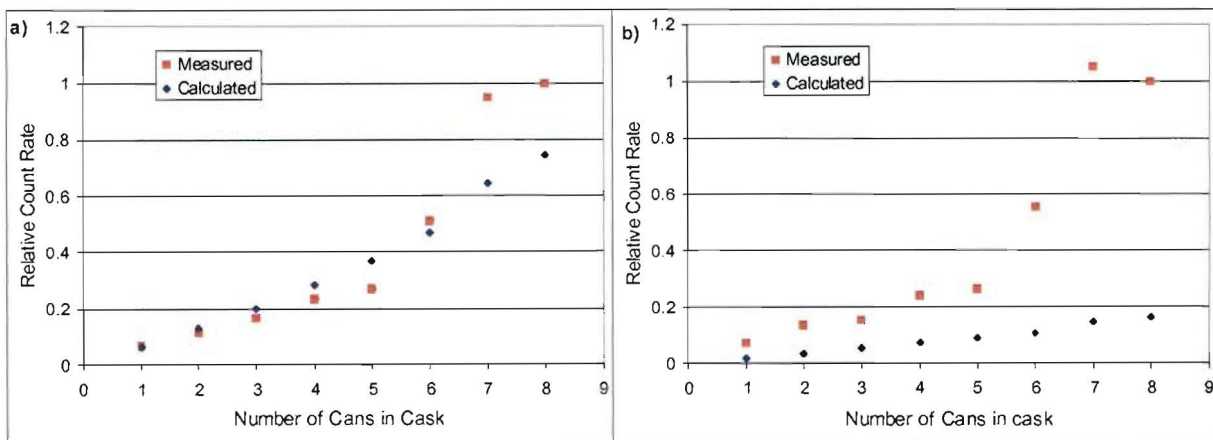 a)
1.2
1
0.8
0.6
0.4
0.2
0
Relative Count Rate
Measured
Calculated
0 1 2 3 4 5 6 7 8 9
Number of Cans in Cask
b)
1.2
1
0.8
0.6
0.4
0.2
0
Relative Count Rate
Measured
Calculated
0 1 2 3 4 5 6 7 8 9
Number of Cans in cask